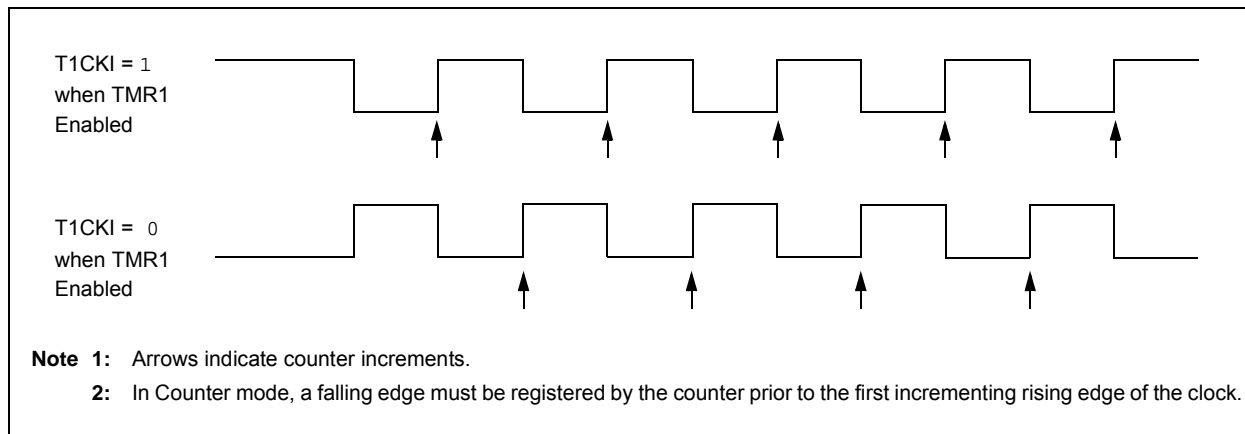 T1CKI = 1
when TMR1
Enabled
T1CKI = 0
when TMR1
Enabled
Note 1: Arrows indicate counter increments.
2: In Counter mode, a falling edge must be registered by the counter prior to the first incrementing rising edge of the clock.